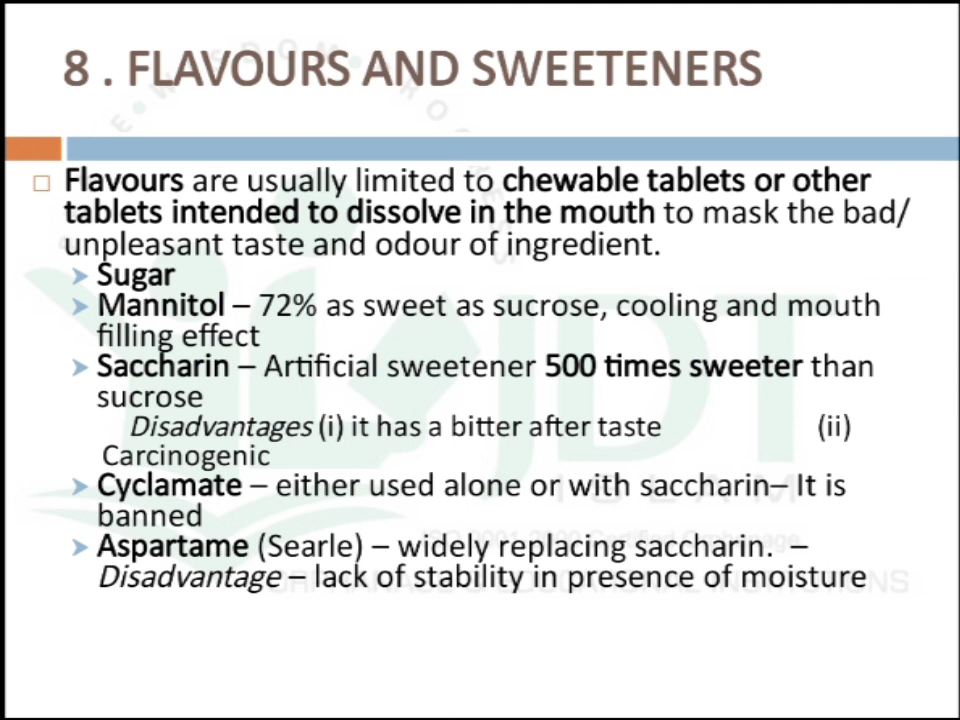 8 . FLAVOURS AND SWEETENERS
Flavours are usually limited to chewable tablets or other
tablets intended to dissolve in the mouth to mask the bad/
unpleasant taste and odour of ingredient.
Sugar
Mannitol – 72% as sweet as sucrose, cooling and mouth
filling effect
Saccharin – Artificial sweetener 500 times sweeter than
sucrose
Disadvantages (i) it has a bitter after taste (ii)
Carcinogenic
Cyclamate – either used alone or with saccharin– It is
banned
Aspartame (Searle) – widely replacing saccharin. –
Disadvantage – lack of stability in presence of moisture
JDT
ISLAM